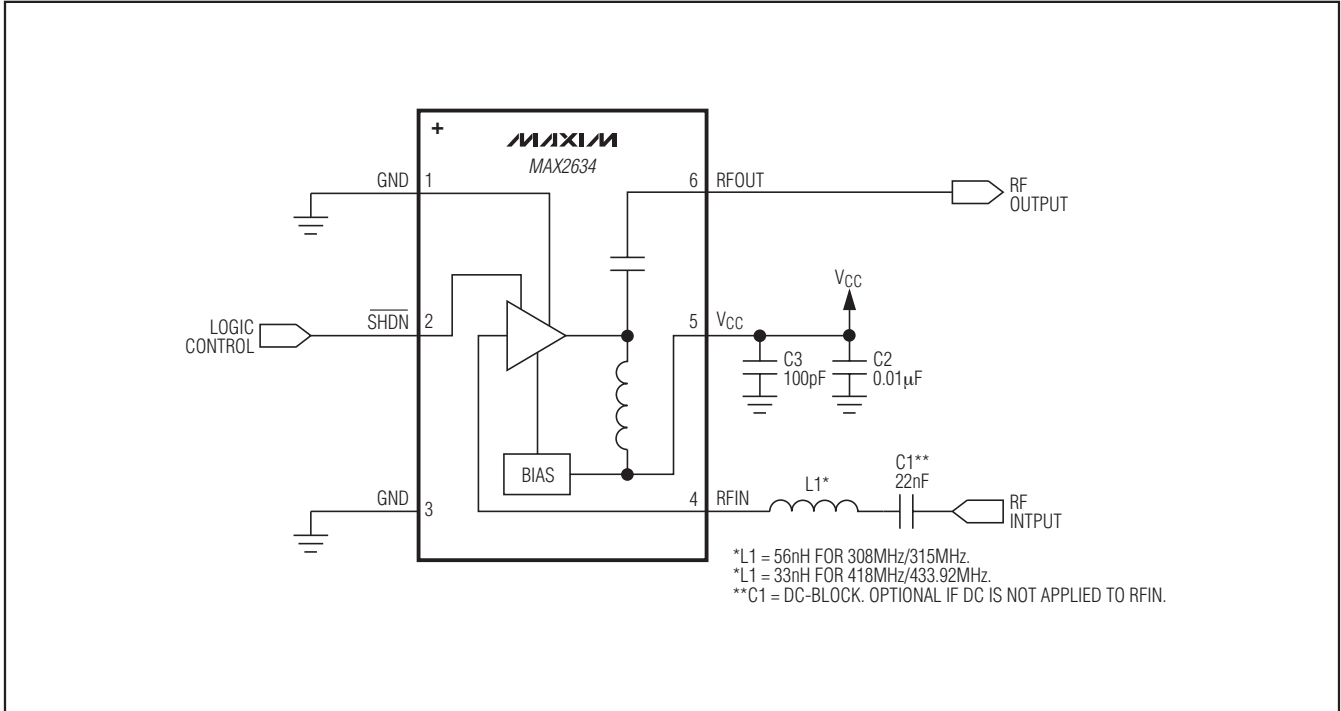 +
MAXIM
MAX2634
GND 1
6 RFOUT
RF
OUTPUT
LOGIC
CONTROL
SHDN 2
5 VCC
VCC
C3
100pF
C2
0.01μF
BIAS
GND 3
4 RFIN
L1*
C1**
22nF
RF
INTPUT
*L1 = 56nH FOR 308MHz/315MHz.
*L1 = 33nH FOR 418MHz/433.92MHz.
**C1 = DC-BLOCK. OPTIONAL IF DC IS NOT APPLIED TO RFIN.